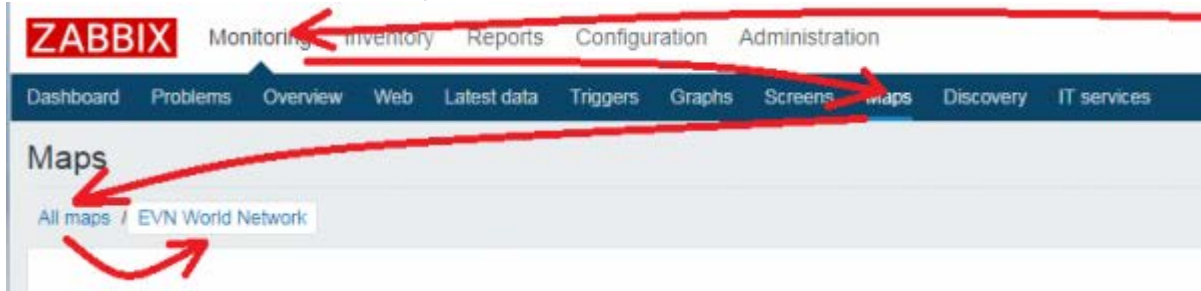 ZABBIX Monitoring Inventory Reports Configuration Administration
Dashboard Problems Overview Web Latest data Triggers Graphs Screens Maps Discovery IT services
Maps
All maps / EVN World Network